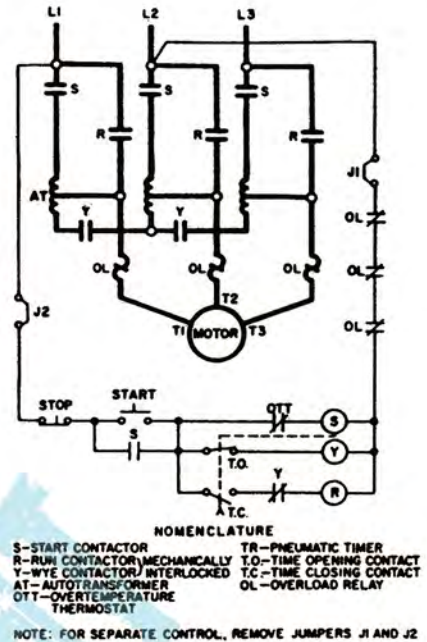 L1 L2 L3
S S S
R R R
J1
AT
Y Y
OL
OL OL OL
OL
T2
J2
T1 MOTOR T3
OL
START
STOP OTT S
S
T.O. Y
Y
T.C. R
NOMENCLATURE
S-START CONTACTOR TR-PNEUMATIC TIMER
R-RUN CONTACTOR MECHANICALLY T.O.-TIME OPENING CONTACT
Y-WYE CONTACTOR INTERLOCKED T.C.-TIME CLOSING CONTACT
AT-AUTOTRANSFORMER OL-OVERLOAD RELAY
OTT-OVERTEMPERATURE
THERMOSTAT
NOTE: FOR SEPARATE CONTROL, REMOVE JUMPERS J1 AND J2